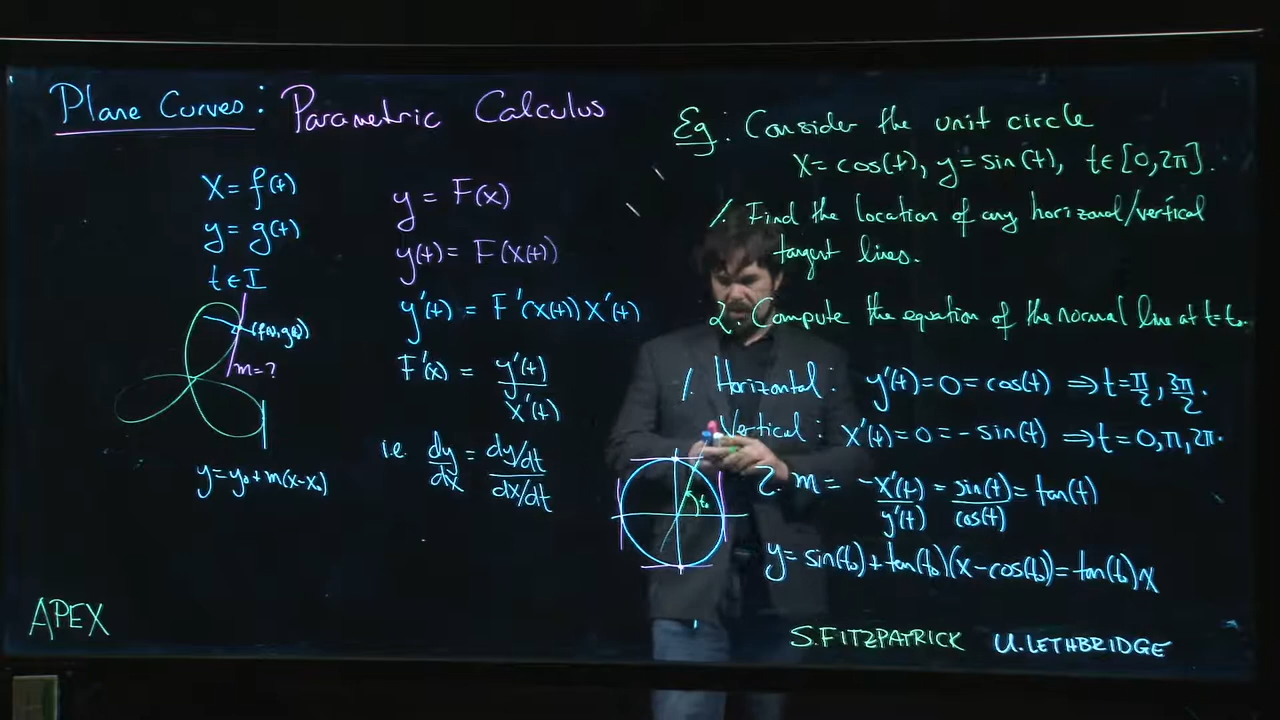 Plane Curves: Parametric Calculus
x = f(t)
y = g(t)
t ∈ I
(f(t), g(t))
m = ?
y = y₀ + m(x - x₀)
y = F(x)
y(t) = F(x(t))
y'(t) = F'(x(t)) x'(t)
F'(x) = y'(t) / x'(t)
i.e. dy/dx = (dy/dt) / (dx/dt)
Eg: Consider the unit circle
x = cos(t), y = sin(t), t ∈ [0, 2π].
1. Find the location of any horizonal/vertical
tangent lines.
2. Compute the equation of the normal line at t = t₀.
1. Horizontal: y'(t) = 0 = cos(t) ⇒ t = π/2, 3π/2.
Vertical: x'(t) = 0 = - sin(t) ⇒ t = 0, π, 2π.
t₀
2. m = -x'(t)/y'(t) = sin(t)/cos(t) = tan(t)
y = sin(t₀) + tan(t₀)(x - cos(t₀)) = tan(t₀) x
APEX
S. FITZPATRICK U. LETHBRIDGE